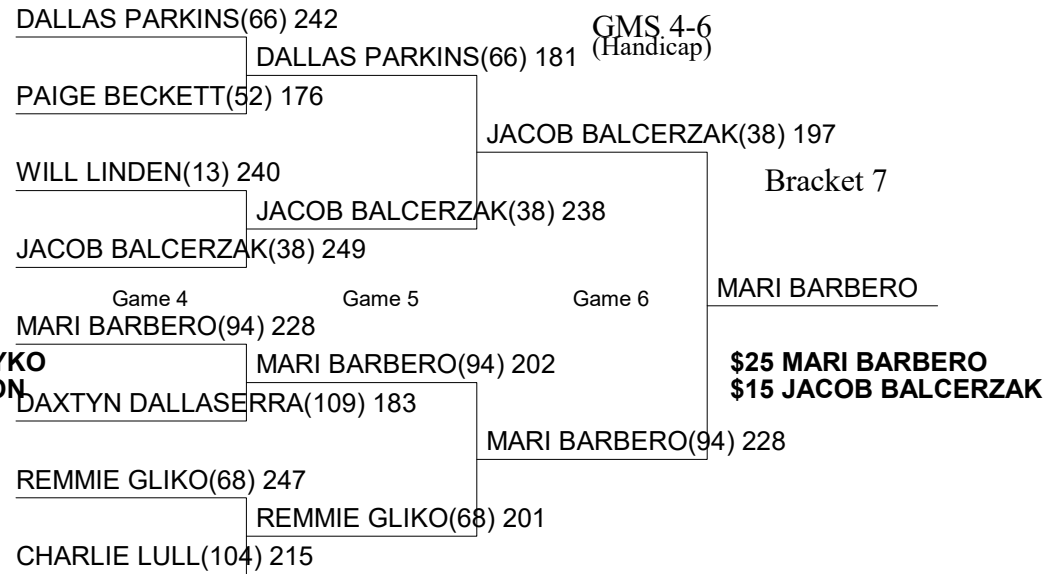 DALLAS PARKINS(66) 242
GMS 4-6
(Handicap)
DALLAS PARKINS(66) 181
PAIGE BECKETT(52) 176
JACOB BALCERZAK(38) 197
WILL LINDEN(13) 240
Bracket 7
JACOB BALCERZAK(38) 238
JACOB BALCERZAK(38) 249
Game 4 Game 5 Game 6
MARI BARBERO
MARI BARBERO(94) 228
YKO
MARI BARBERO(94) 202
$25 MARI BARBERO
ON
$15 JACOB BALCERZAK
DAXTYN DALLASERRA(109) 183
MARI BARBERO(94) 228
REMMIE GLIKO(68) 247
REMMIE GLIKO(68) 201
CHARLIE LULL(104) 215